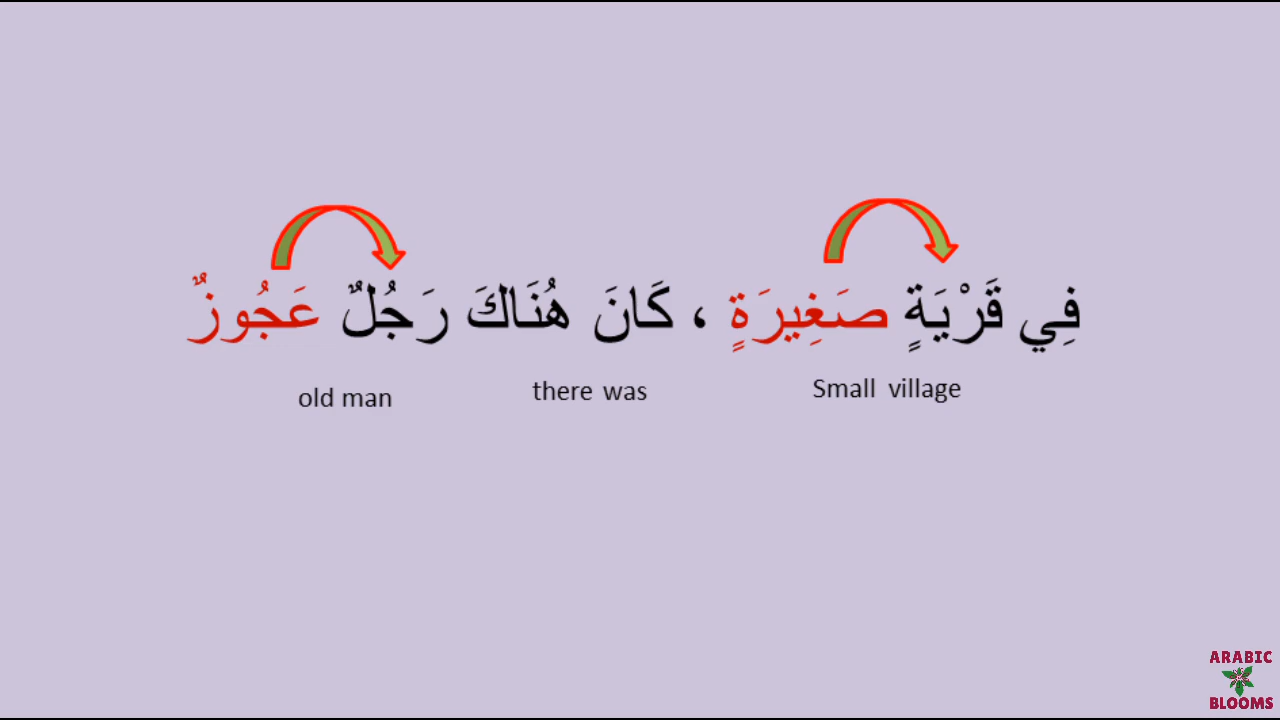 فِي قَرْيَةٍ صَغِيرَةٍ ، كَانَ هُنَاكَ رَجُلٌ عَجُوزٌ
Small village
there was
old man
ARABIC
BLOOMS